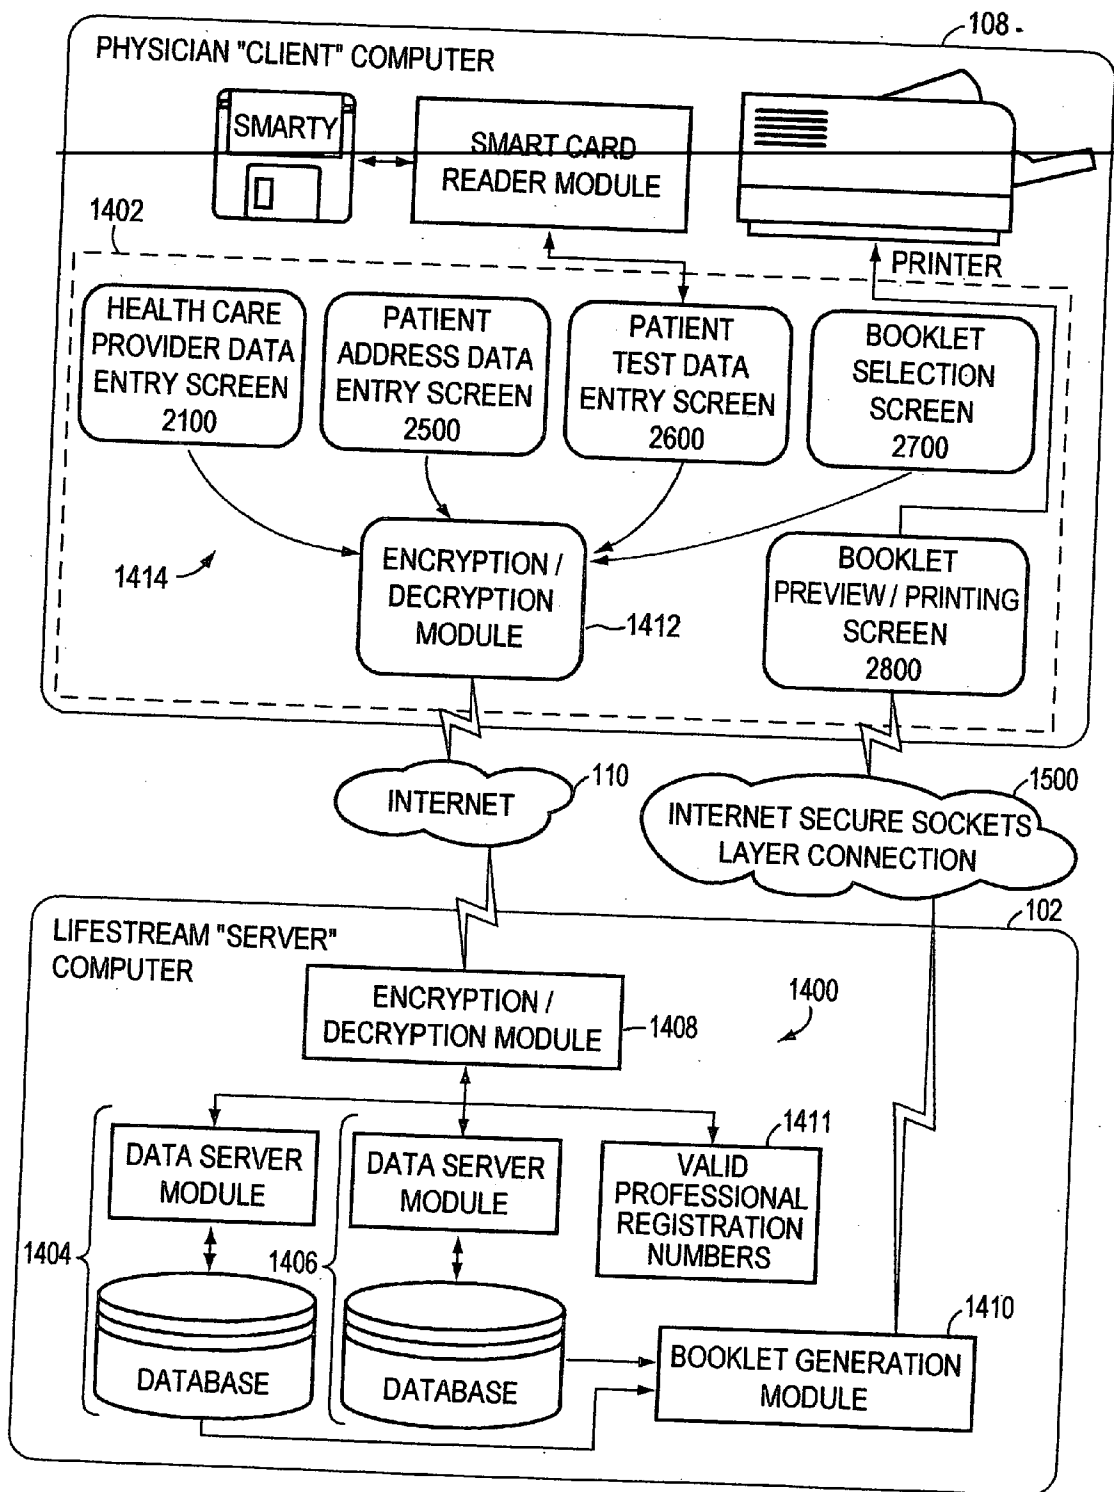 108
PHYSICIAN "CLIENT" COMPUTER
SMARTY
SMART CARD
READER MODULE
1402
PRINTER
HEALTH CARE
PROVIDER DATA
ENTRY SCREEN
2100
PATIENT
ADDRESS DATA
ENTRY SCREEN
2500
PATIENT
TEST DATA
ENTRY SCREEN
2600
BOOKLET
SELECTION
SCREEN
2700
1414
ENCRYPTION /
DECRYPTION
MODULE
1412
BOOKLET
PREVIEW / PRINTING
SCREEN
2800
INTERNET
110
1500
INTERNET SECURE SOCKETS
LAYER CONNECTION
102
LIFESTREAM "SERVER"
COMPUTER
ENCRYPTION /
DECRYPTION MODULE
1408
1400
1404
DATA SERVER
MODULE
DATABASE
1406
DATA SERVER
MODULE
DATABASE
1411
VALID
PROFESSIONAL
REGISTRATION
NUMBERS
1410
BOOKLET GENERATION
MODULE